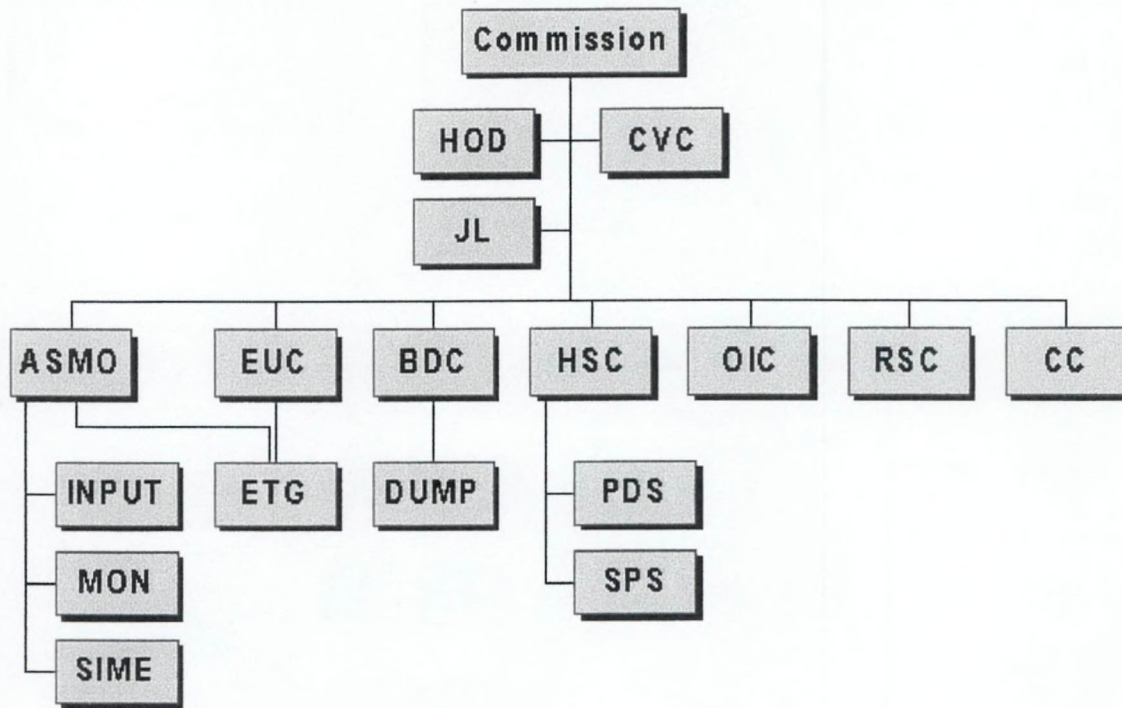 Commission
HOD CVC
JL
ASMO EUC BDC HSC OIC RSC CC
INPUT ETG DUMP PDS
MON SPS
SIME